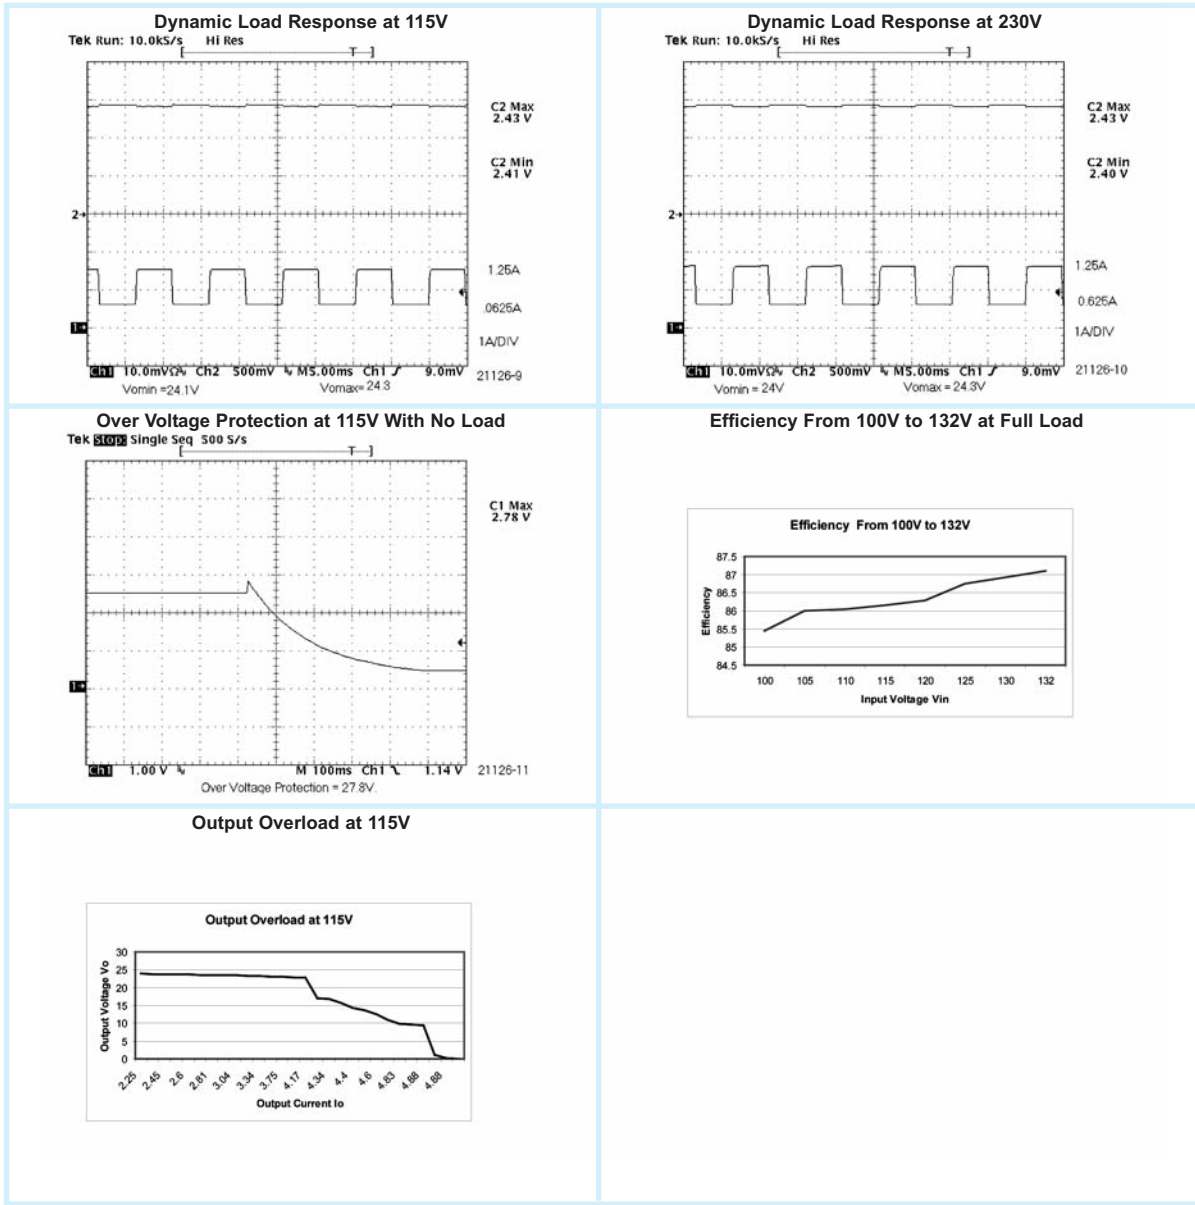 Dynamic Load Response at 115V
Tek Run: 10.0kS/s Hi Res
[ T ]
C2 Max
2.43 V
C2 Min
2.41 V
2→
1.25A
.0625A
1→
1A/DIV
Ch1 10.0mVΩ Ch2 500mV M5.00ms Ch1 9.0mV
21126-9
Vomin =24.1V Vomax= 24.3
Dynamic Load Response at 230V
Tek Run: 10.0kS/s Hi Res
[ T ]
C2 Max
2.43 V
C2 Min
2.40 V
2→
1.25A
0.625A
1→
1A/DIV
Ch1 10.0mVΩ Ch2 500mV M5.00ms Ch1 9.0mV
21126-10
Vomin = 24V Vomax = 24.3V
Over Voltage Protection at 115V With No Load
Tek Stop: Single Seq 500 S/s
[ T ]
C1 Max
2.78 V
1→
Ch1 1.00 V M 100ms Ch1 1.14 V
21126-11
Over Voltage Protection = 27.8V.
Efficiency From 100V to 132V at Full Load
Efficiency From 100V to 132V
87.5
87
86.5
86
85.5
85
84.5
Efficiency
100 105 110 115 120 125 130 132
Input Voltage Vin
Output Overload at 115V
Output Overload at 115V
30
25
20
15
10
5
0
Output Voltage Vo
2.25 2.45 2.6 2.81 3.04 3.34 3.75 4.17 4.34 4.4 4.6 4.83 4.88 4.88
Output Current Io